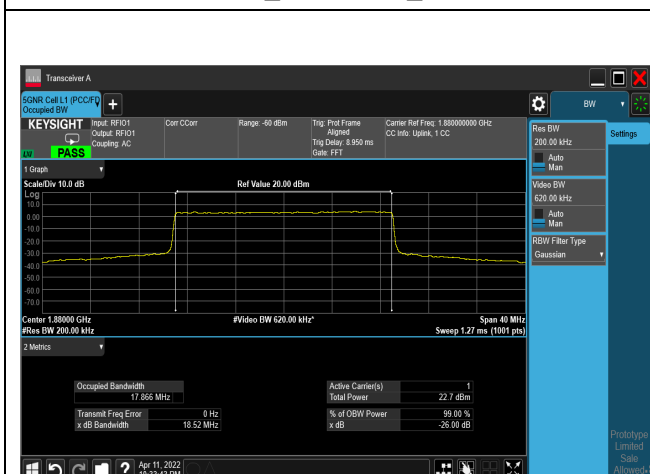 Transceiver A
5GNR Cell L1 (PCC/F
Occupied BW
BW
KEYSIGHT
Input: RFIO1
Output: RFIO1
Coupling: AC
Corr CCorr
Range: -60 dBm
Trig: Prot Frame
Aligned
Trig Delay: 8.950 ms
Gate: FFT
Carrier Ref Freq: 1.880000000 GHz
CC Info: Uplink, 1 CC
PASS
Res BW
200.00 kHz
Auto
Man
Settings
1 Graph
Scale/Div 10.0 dB
Ref Value 20.00 dBm
Video BW
620.00 kHz
Auto
Man
RBW Filter Type
Gaussian
Log
10.0
0.00
-10.0
-20.0
-30.0
-40.0
-50.0
-60.0
-70.0
Center 1.88000 GHz
#Video BW 620.00 kHz*
Span 40 MHz
#Res BW 200.00 kHz
Sweep 1.27 ms (1001 pts)
2 Metrics
Occupied Bandwidth
17.866 MHz
Active Carrier(s) 1
Total Power 22.7 dBm
Transmit Freq Error 0 Hz
x dB Bandwidth 18.52 MHz
% of OBW Power 99.00 %
x dB -26.00 dB
Prototype
Limited
Sale
Allowed
Apr 11, 2022